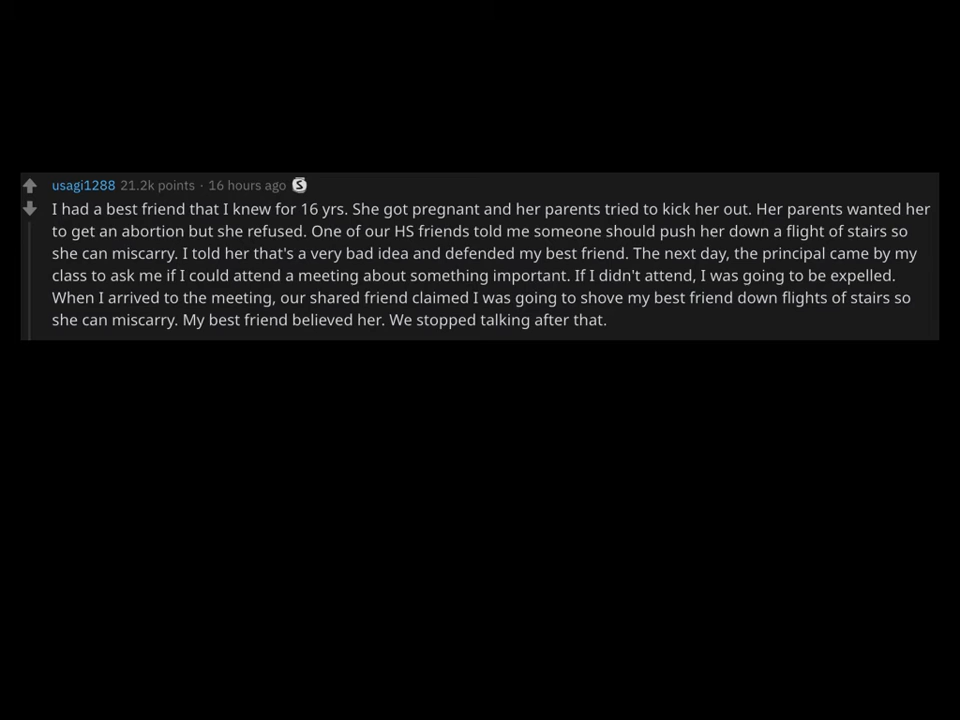 usagi1288 21.2k points · 16 hours ago
I had a best friend that I knew for 16 yrs. She got pregnant and her parents tried to kick her out. Her parents wanted her
to get an abortion but she refused. One of our HS friends told me someone should push her down a flight of stairs so
she can miscarry. I told her that's a very bad idea and defended my best friend. The next day, the principal came by my
class to ask me if I could attend a meeting about something important. If I didn't attend, I was going to be expelled.
When I arrived to the meeting, our shared friend claimed I was going to shove my best friend down flights of stairs so
she can miscarry. My best friend believed her. We stopped talking after that.